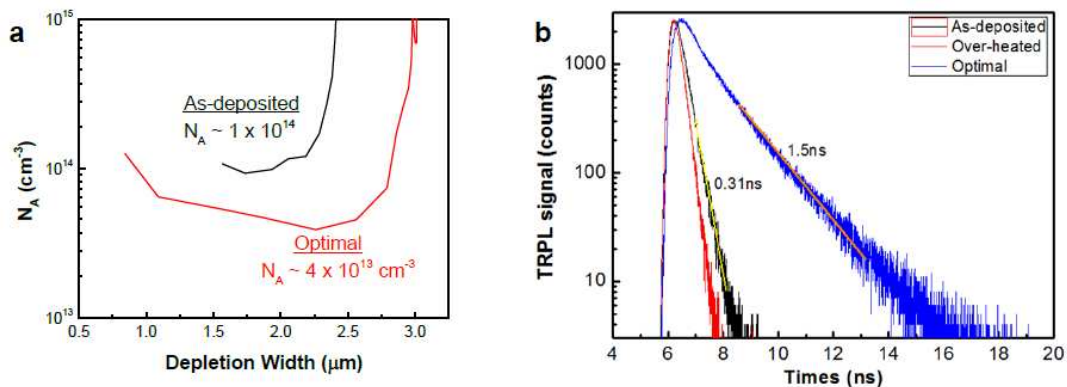 a
10¹⁵
10¹⁴
10¹³
N_A (cm⁻³)
As-deposited
N_A ~ 1 x 10¹⁴
Optimal
N_A ~ 4 x 10¹³ cm⁻³
0.5 1.0 1.5 2.0 2.5 3.0
Depletion Width (μm)
b
1000
100
10
TRPL signal (counts)
As-deposited
Over-heated
Optimal
1.5ns
0.31ns
4 6 8 10 12 14 16 18 20
Times (ns)